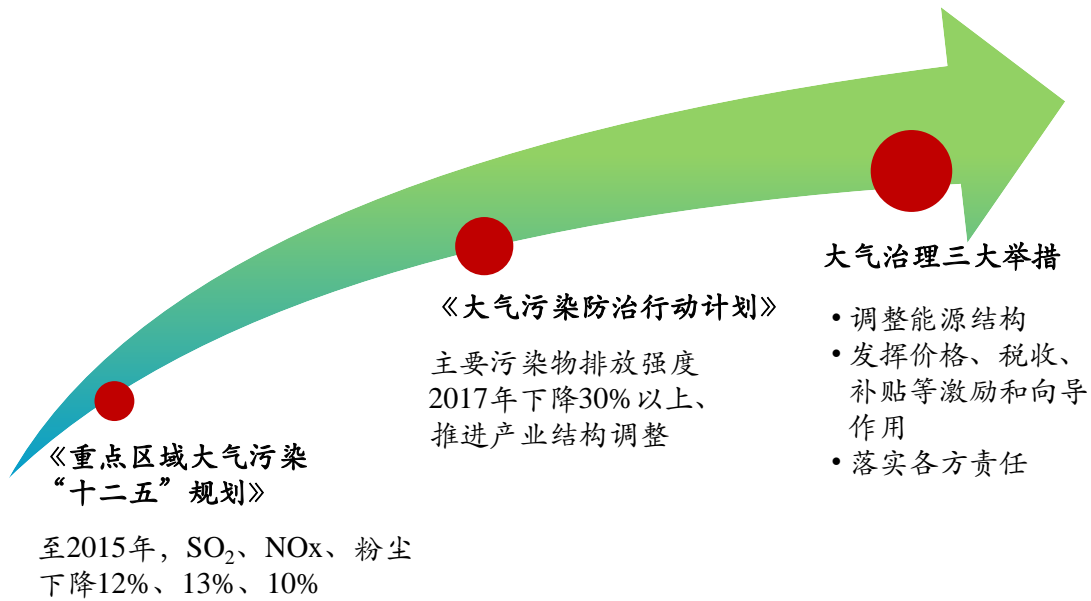 《重点区域大气污染
“十二五”规划》
至2015年，SO₂、NOx、粉尘
下降12%、13%、10%
《大气污染防治行动计划》
主要污染物排放强度
2017年下降30%以上、
推进产业结构调整
大气治理三大举措
• 调整能源结构
• 发挥价格、税收、
补贴等激励和向导
作用
• 落实各方责任